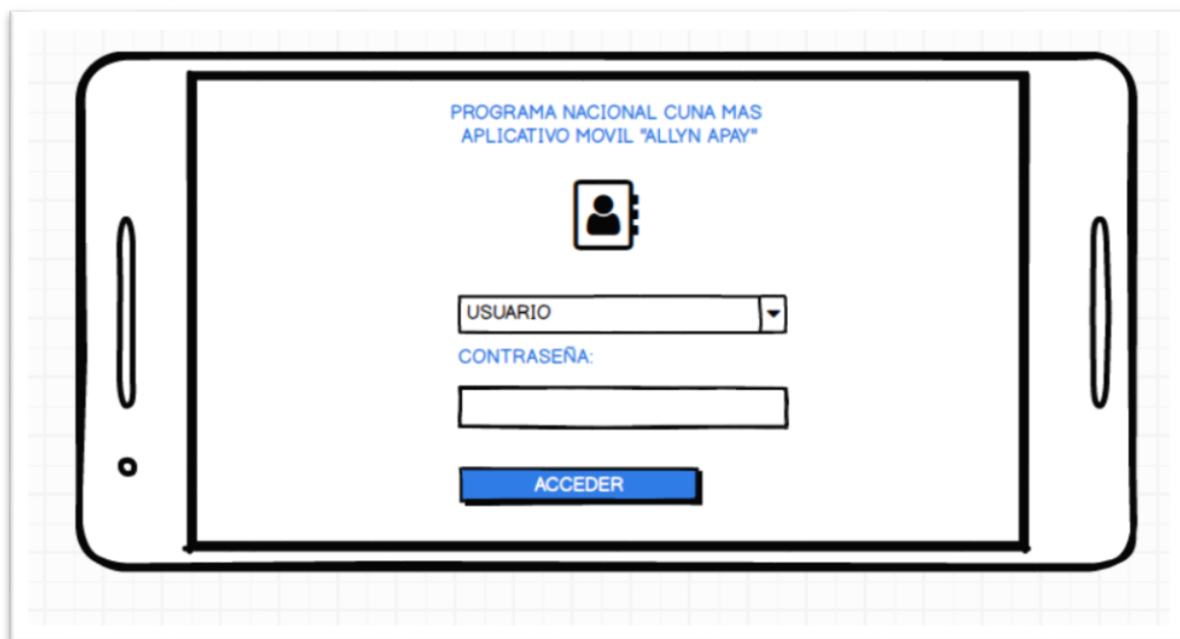 PROGRAMA NACIONAL CUNA MAS
APLICATIVO MOVIL "ALLYN APAY"
USUARIO
CONTRASEÑA:
ACCEDER